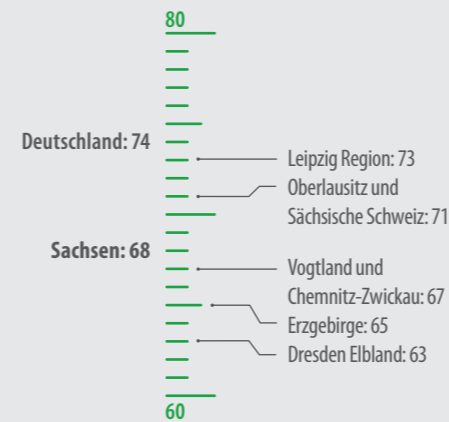 80
Deutschland: 74
Leipzig Region: 73
Oberlausitz und
Sächsische Schweiz: 71
Sachsen: 68
Vogtland und
Chemnitz-Zwickau: 67
Erzgebirge: 65
Dresden Elbland: 63
60